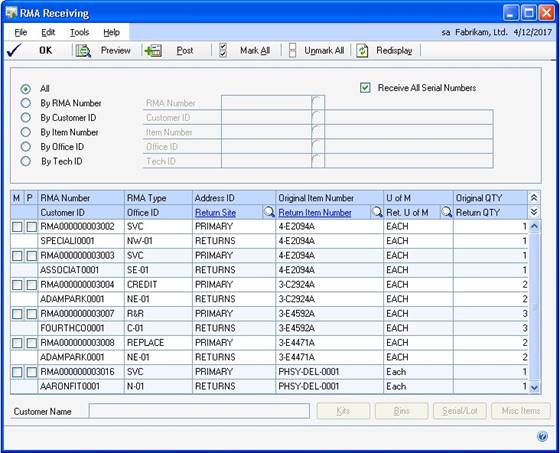 RMA Receiving
File Edit Tools Help sa Fabrikam, Ltd. 4/12/2017
OK Preview Post Mark All Unmark All Redisplay
All Receive All Serial Numbers
By RMA Number RMA Number
By Customer ID Customer ID
By Item Number Item Number
By Office ID Office ID
By Tech ID Tech ID
M P RMA Number RMA Type Address ID Original Item Number U of M Original QTY
Customer ID Office ID Return Site Return Item Number Ret. U of M Return QTY
RMA000000003002 SVC PRIMARY 4-E2094A EACH 1
SPECIALI0001 NW-01 RETURNS 4-E2094A EACH 1
RMA000000003003 SVC PRIMARY 4-E2094A EACH 1
ASSOCIAT0001 SE-01 RETURNS 4-E2094A EACH 1
RMA000000003004 CREDIT PRIMARY 3-C2924A EACH 2
ADAMPARK0001 NE-01 RETURNS 3-C2924A EACH 2
RMA000000003007 R&R PRIMARY 3-E4592A EACH 3
FOURTHCO0001 C-01 RETURNS 3-E4592A EACH 3
RMA000000003008 REPLACE PRIMARY 3-E4471A EACH 2
ADAMPARK0001 NE-01 RETURNS 3-E4471A EACH 2
RMA000000003016 SVC PRIMARY PHSY-DEL-0001 Each 1
AARONFIT0001 N-01 RETURNS PHSY-DEL-0001 Each 1
Customer Name Kits Bins Serial/Lot Misc Items